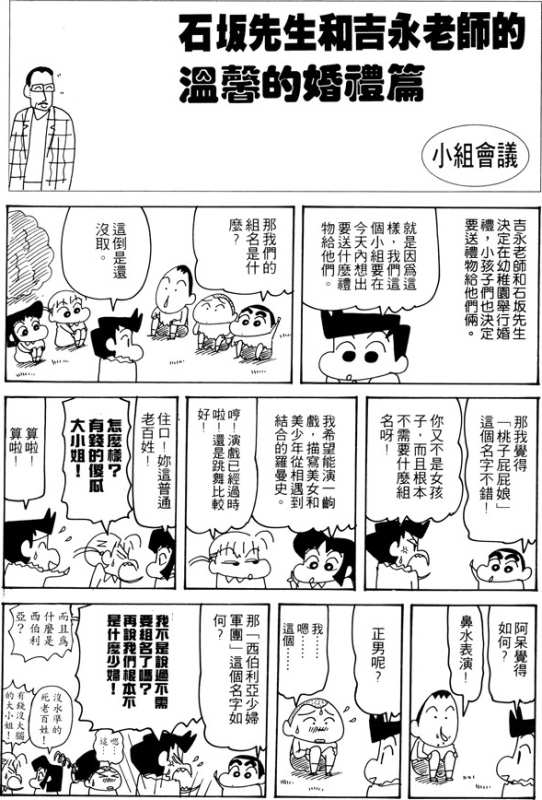 石坂先生和吉永老師的
溫馨的婚禮篇
小組會議
吉永老師和石坂先生
決定在幼稚園舉行婚
禮，小孩子們也決定
要送禮物給他們倆。
就是因為這
樣，我們這
個小組要在
今天內想出
要送什麼禮
物給他們。
那我們的
組名是什
麼？
這倒是還
沒取。
那我覺得
「桃子屁屁娘」
這個名字不錯！
你又不是女孩
子，而且根本
不需要什麼組
名呀！
我希望能演一齣
戲，描寫美女和
美少年從相遇到
結合的羅曼史。
哼！演戲已經過時
啦！還是跳舞比較
好！
住口！妳這普通
老百姓！
怎麼樣？
有錢的傻瓜
大小姐！
算啦！
算啦！
阿呆覺得
如何？
鼻水表演！
正男呢？
我……
嗯……
這個……
那「西伯利亞少婦
軍團」這個名字如
何？
我不是說過不需
要組名了嗎？
再說我們根本不
是什麼少婦！
而且為
什麼是
西伯利
亞？
嗯…
這…
沒水準的
死老百姓！
有錢沒大腦
的大小姐！